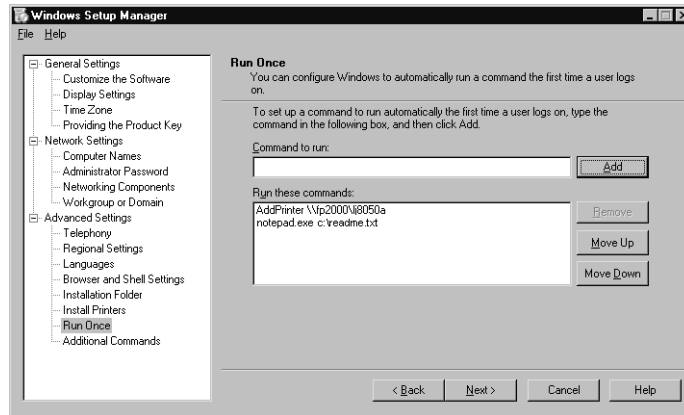 Windows Setup Manager
File Help
General Settings
Customize the Software
Display Settings
Time Zone
Providing the Product Key
Network Settings
Computer Names
Administrator Password
Networking Components
Workgroup or Domain
Advanced Settings
Telephony
Regional Settings
Languages
Browser and Shell Settings
Installation Folder
Install Printers
Run Once
Additional Commands
Run Once
You can configure Windows to automatically run a command the first time a user logs
on.
To set up a command to run automatically the first time a user logs on, type the
command in the following box, and then click Add.
Command to run:
Add
Run these commands:
AddPrinter \\fp2000\lj8050a
notepad.exe c:\readme.txt
Remove
Move Up
Move Down
< Back Next > Cancel Help